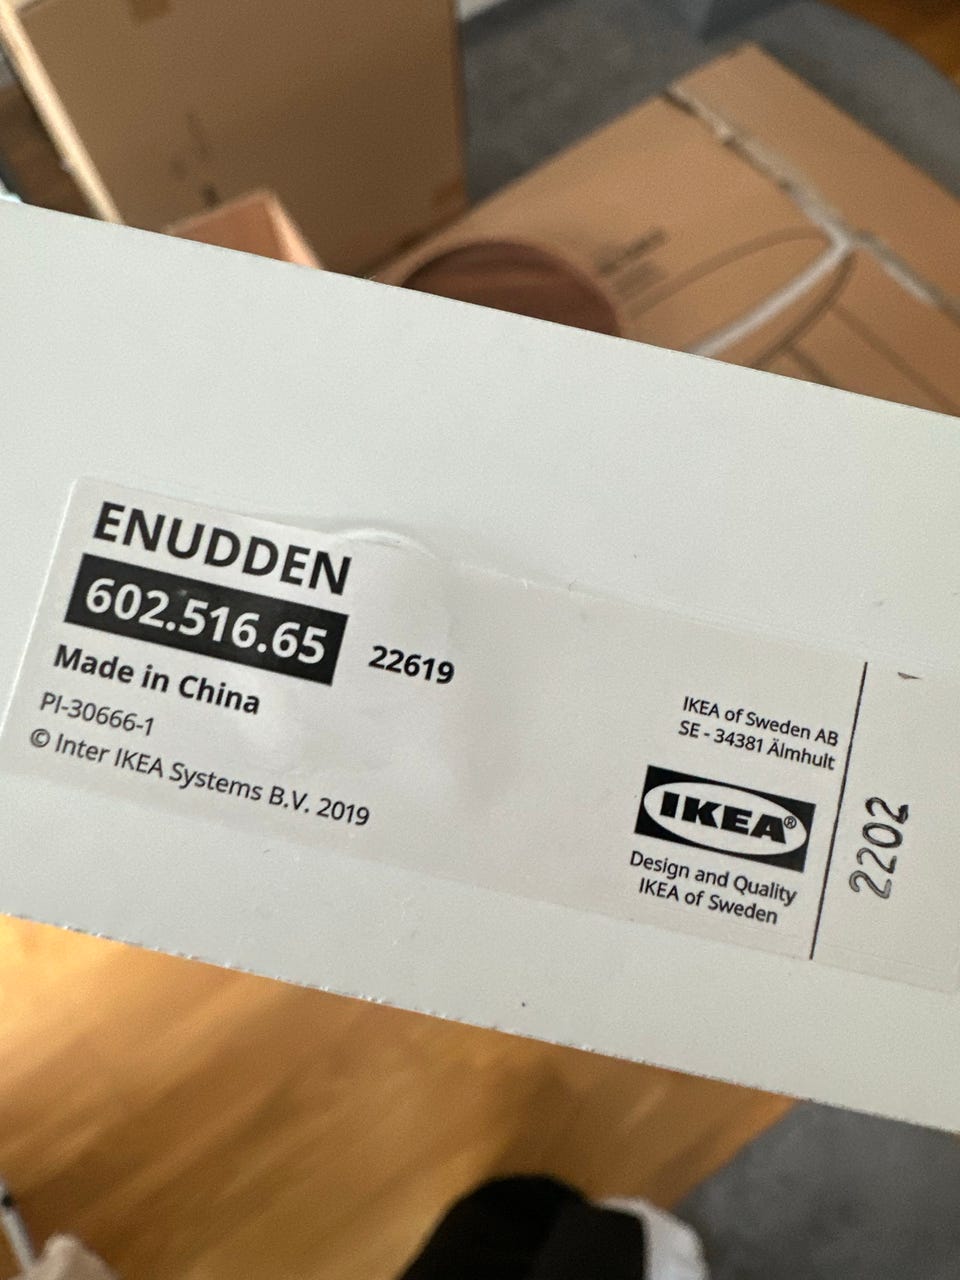 ENUDDEN
602.516.65
22619
Made in China
PI-30666-1
© Inter IKEA Systems B.V. 2019
IKEA of Sweden AB
SE - 34381 Älmhult
IKEA®
Design and Quality
IKEA of Sweden
2202